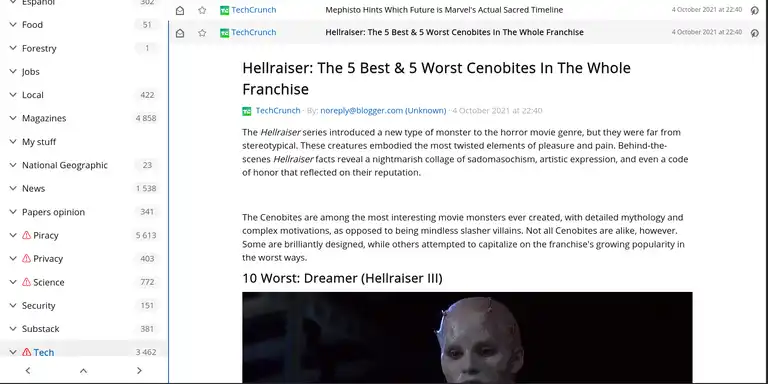 Español 302
Food 51
Forestry 1
Jobs
Local 422
Magazines 4 858
My stuff
National Geographic 23
News 1 538
Papers opinion 341
Piracy 5 613
Privacy 403
Science 772
Security 151
Substack 381
Tech 3 462
TechCrunch Mephisto Hints Which Future is Marvel's Actual Sacred Timeline 4 October 2021 at 22:40
TechCrunch Hellraiser: The 5 Best & 5 Worst Cenobites In The Whole Franchise 4 October 2021 at 22:40
Hellraiser: The 5 Best & 5 Worst Cenobites In The Whole
Franchise
TechCrunch - By: noreply@blogger.com (Unknown) - 4 October 2021 at 22:40
The Hellraiser series introduced a new type of monster to the horror movie genre, but they were far from
stereotypical. These creatures embodied the most twisted elements of pleasure and pain. Behind-the-
scenes Hellraiser facts reveal a nightmarish collage of sadomasochism, artistic expression, and even a code
of honor that reflected on their reputation.
The Cenobites are among the most interesting movie monsters ever created, with detailed mythology and
complex motivations, as opposed to being mindless slasher villains. Not all Cenobites are alike, however.
Some are brilliantly designed, while others attempted to capitalize on the franchise's growing popularity in
the worst ways.
10 Worst: Dreamer (Hellraiser III)